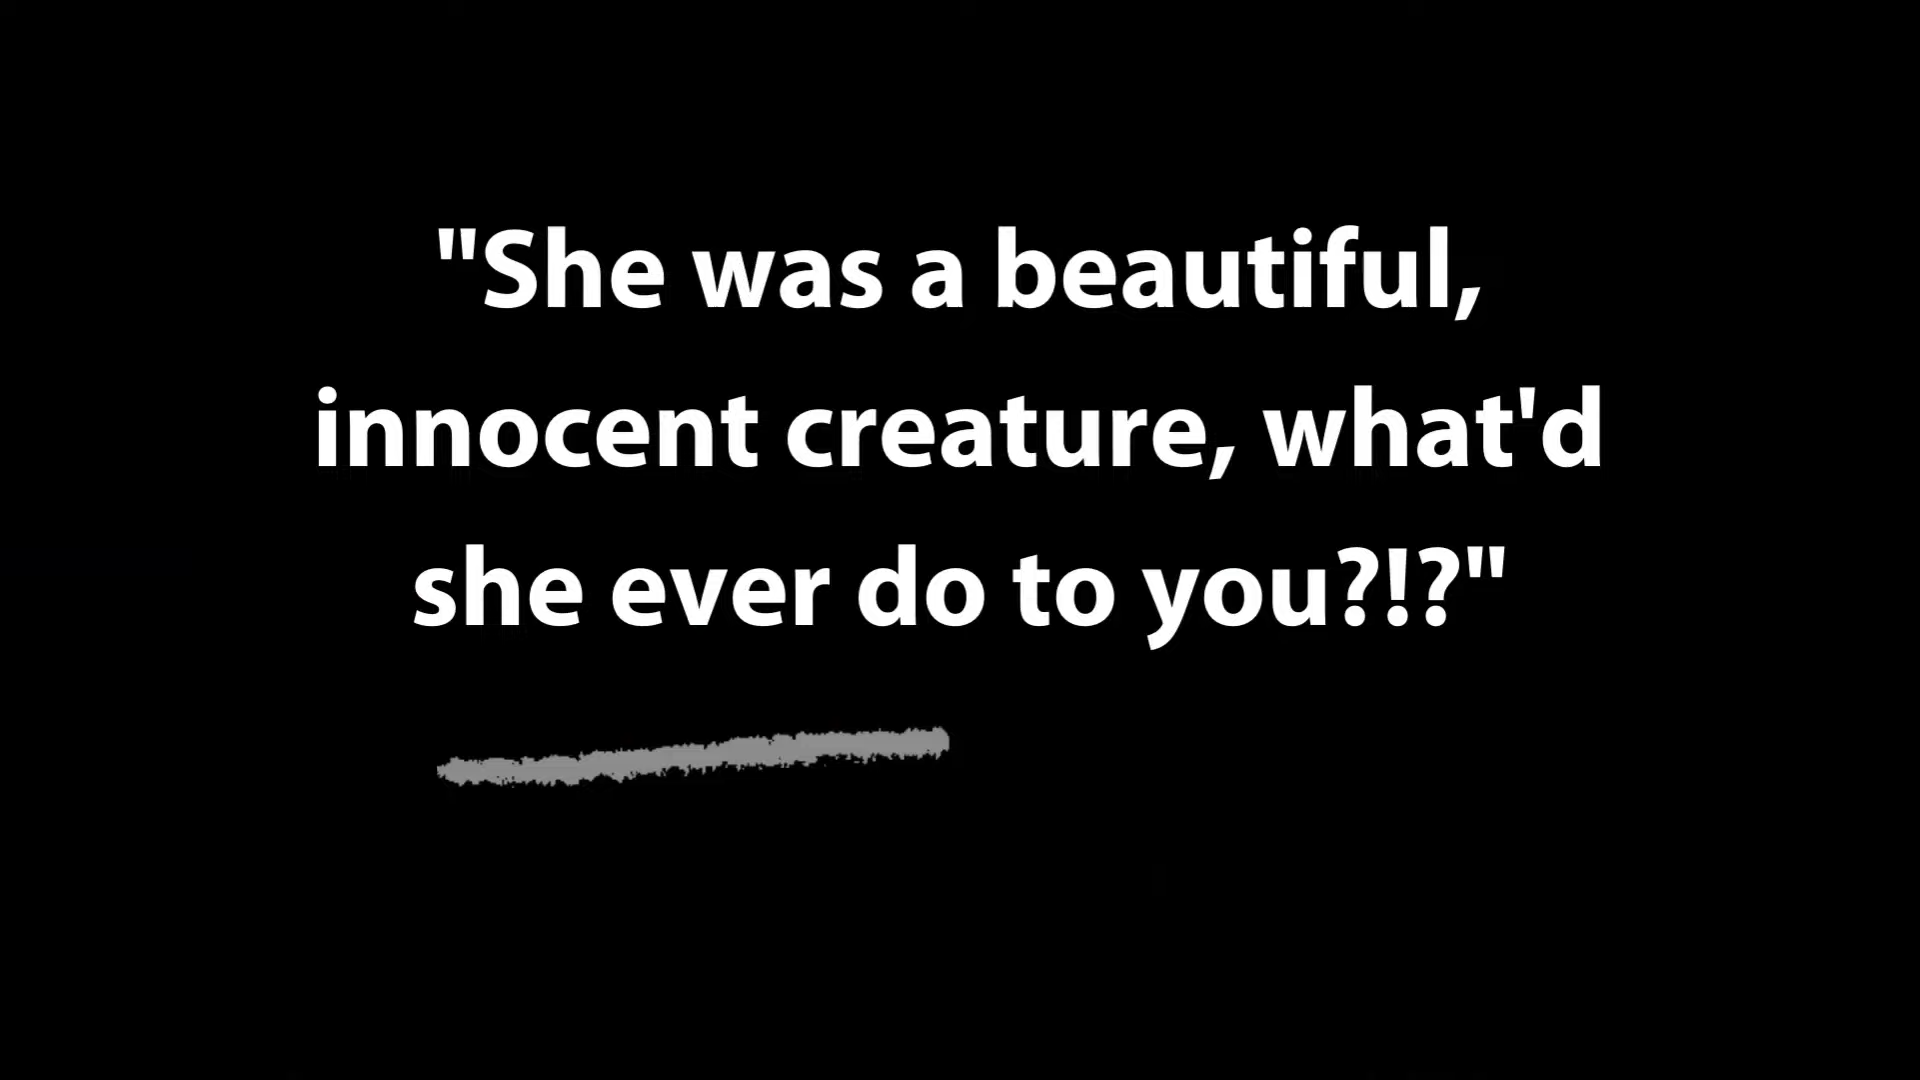 "She was a beautiful,
innocent creature, what'd
she ever do to you?!?"